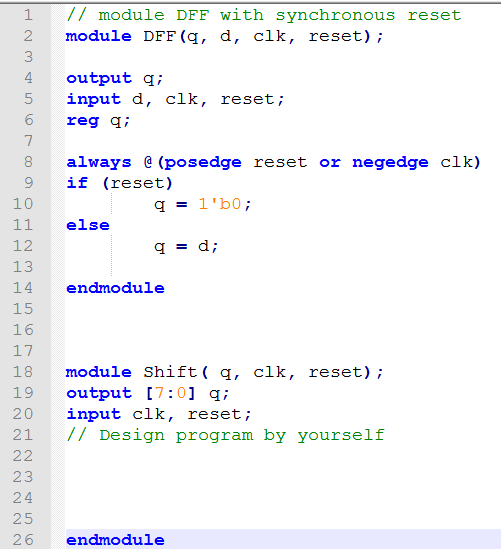 1 // module DFF with synchronous reset
2 module DFF(q, d, clk, reset);
3
4 output q;
5 input d, clk, reset;
6 reg q;
7
8 always @(posedge reset or negedge clk)
9 if (reset)
10 q = 1'b0;
11 else
12 q = d;
13
14 endmodule
15
16
17
18 module Shift( q, clk, reset);
19 output [7:0] q;
20 input clk, reset;
21 // Design program by yourself
22
23
24
25
26 endmodule